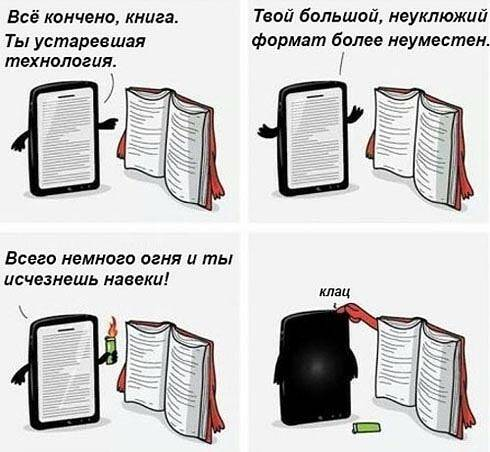 Всё кончено, книга.
Ты устаревшая
технология.
Твой большой, неуклюжий
формат более неуместен.
Всего немного огня и ты
исчезнешь навеки!
клац